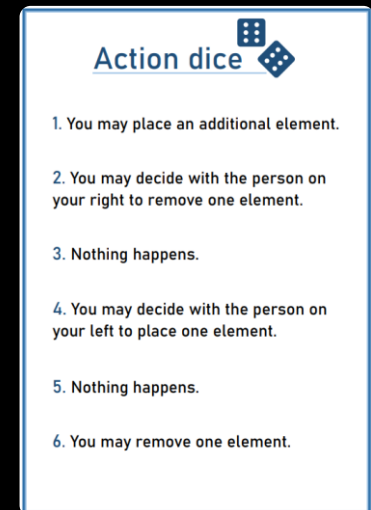 Action dice
1. You may place an additional element.
2. You may decide with the person on
your right to remove one element.
3. Nothing happens.
4. You may decide with the person on
your left to place one element.
5. Nothing happens.
6. You may remove one element.